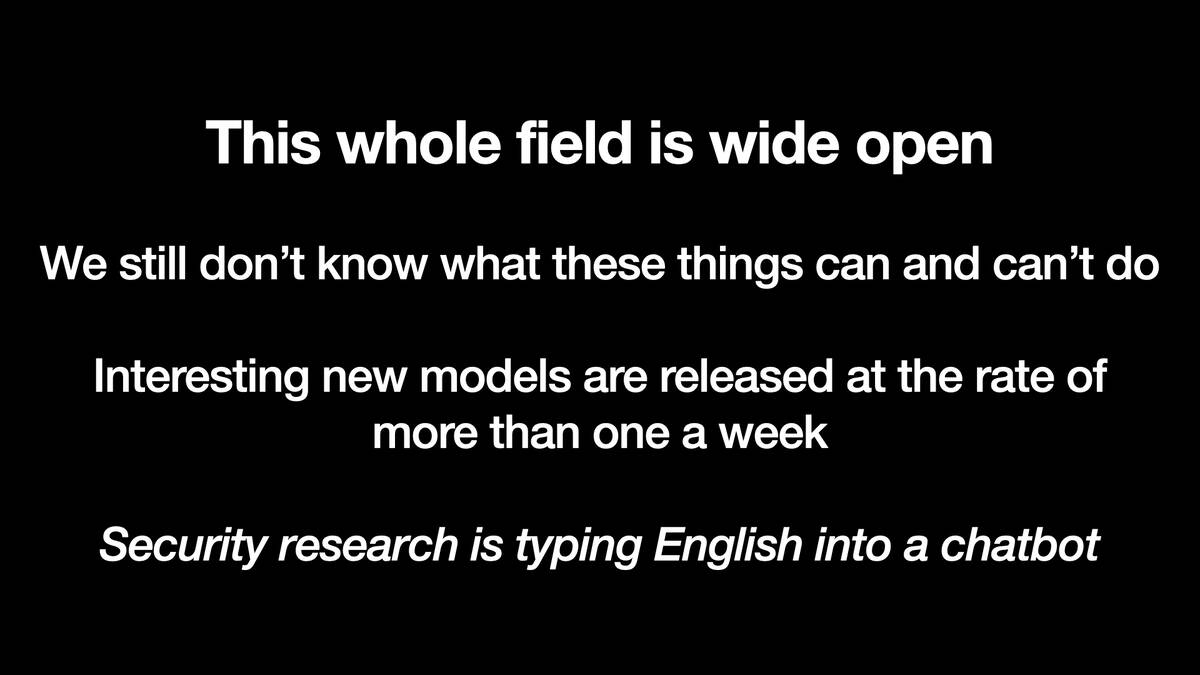 This whole field is wide open
We still don’t know what these things can and can’t do
Interesting new models are released at the rate of
more than one a week
Security research is typing English into a chatbot